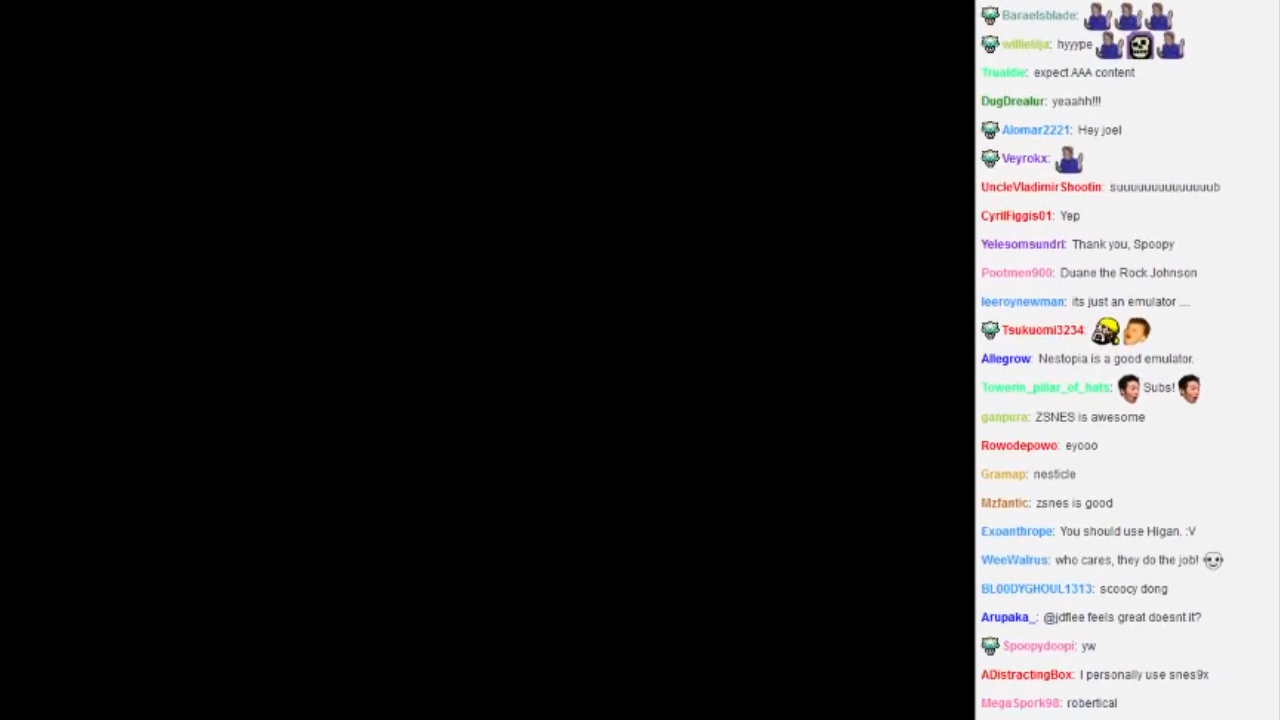 Baraelsblade:
willielilja: hyyype
Trualdie: expect AAA content
DugDrealur: yeaahh!!!
Alomar2221: Hey joel
Veyrokx:
UncleVladimirShootin: suuuuuuuuuuuuuub
CyrilFiggis01: Yep
Yelesomsundri: Thank you, Spoopy
Pootmen900: Duane the Rock Johnson
leeroynewman: its just an emulator ....
Tsukuomi3234:
Allegrow: Nestopia is a good emulator.
Towerm_pillar_of_hats: Subs!
ganpura: ZSNES is awesome
Rowodepowo: eyooo
Gramap: nesticle
Mzfantic: zsnes is good
Exoanthrope: You should use Higan. :V
WeeWalrus: who cares, they do the job!
BL00DYGHOUL1313: scoocy dong
Arupaka_: @jdflee feels great doesnt it?
Spoopydoopi: yw
ADistractingBox: I personally use snes9x
MegaSpork98: robertical